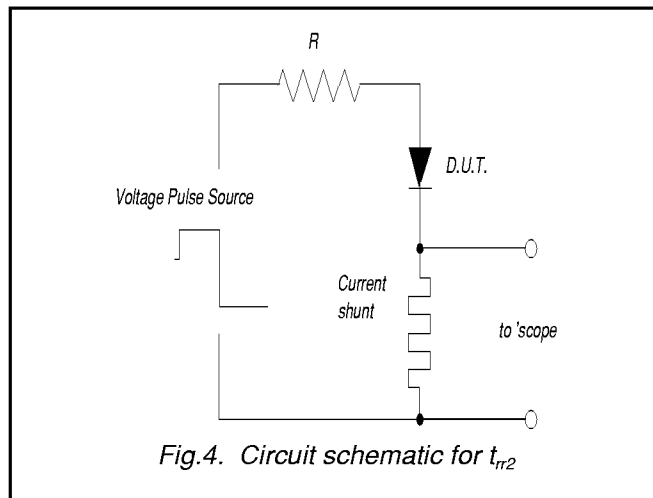 R
D.U.T.
Voltage Pulse Source
Current
shunt
to 'scope
Fig.4. Circuit schematic for trr2